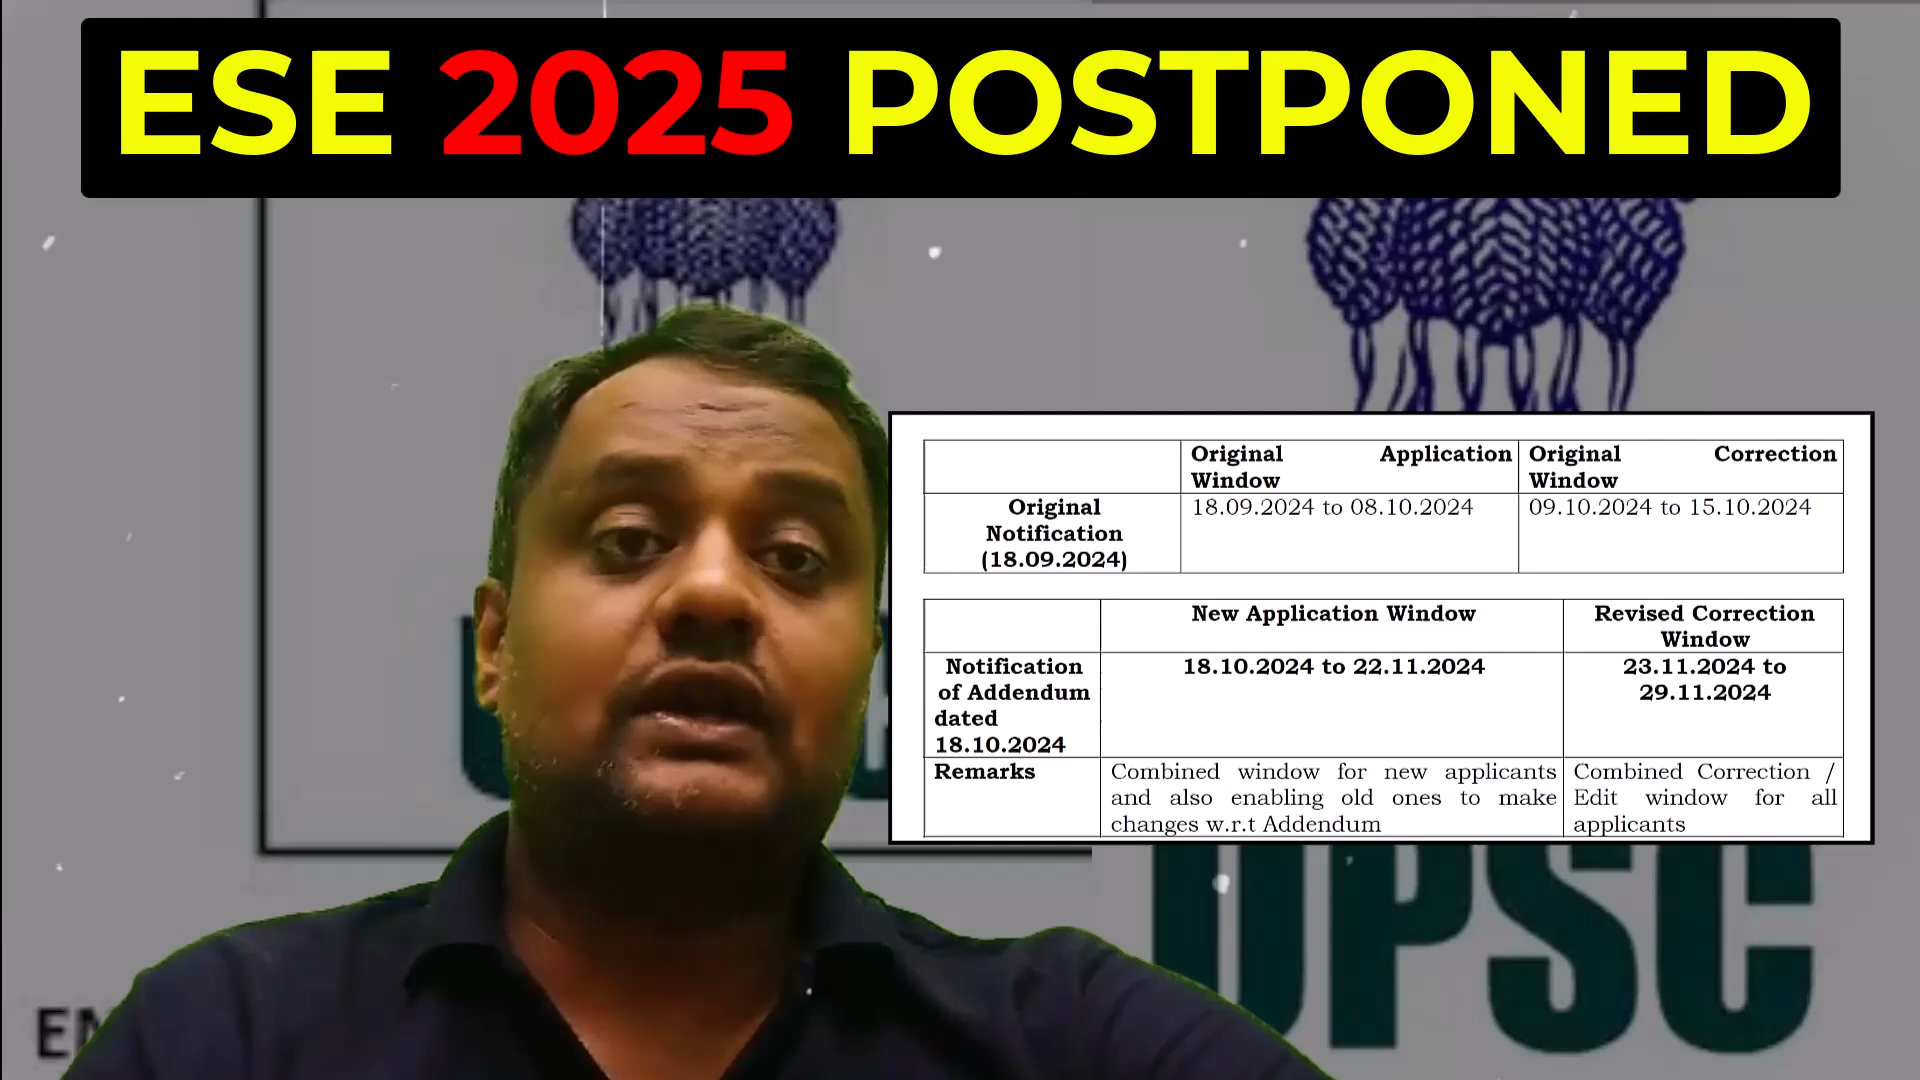 ESE 2025 POSTPONED
Original Application Window
Original Correction Window
Original Notification (18.09.2024)
18.09.2024 to 08.10.2024
09.10.2024 to 15.10.2024
New Application Window
Revised Correction Window
Notification of Addendum dated 18.10.2024
18.10.2024 to 22.11.2024
23.11.2024 to 29.11.2024
Remarks
Combined window for new applicants and also enabling old ones to make changes w.r.t Addendum
Combined Correction / Edit window for all applicants
UPSC